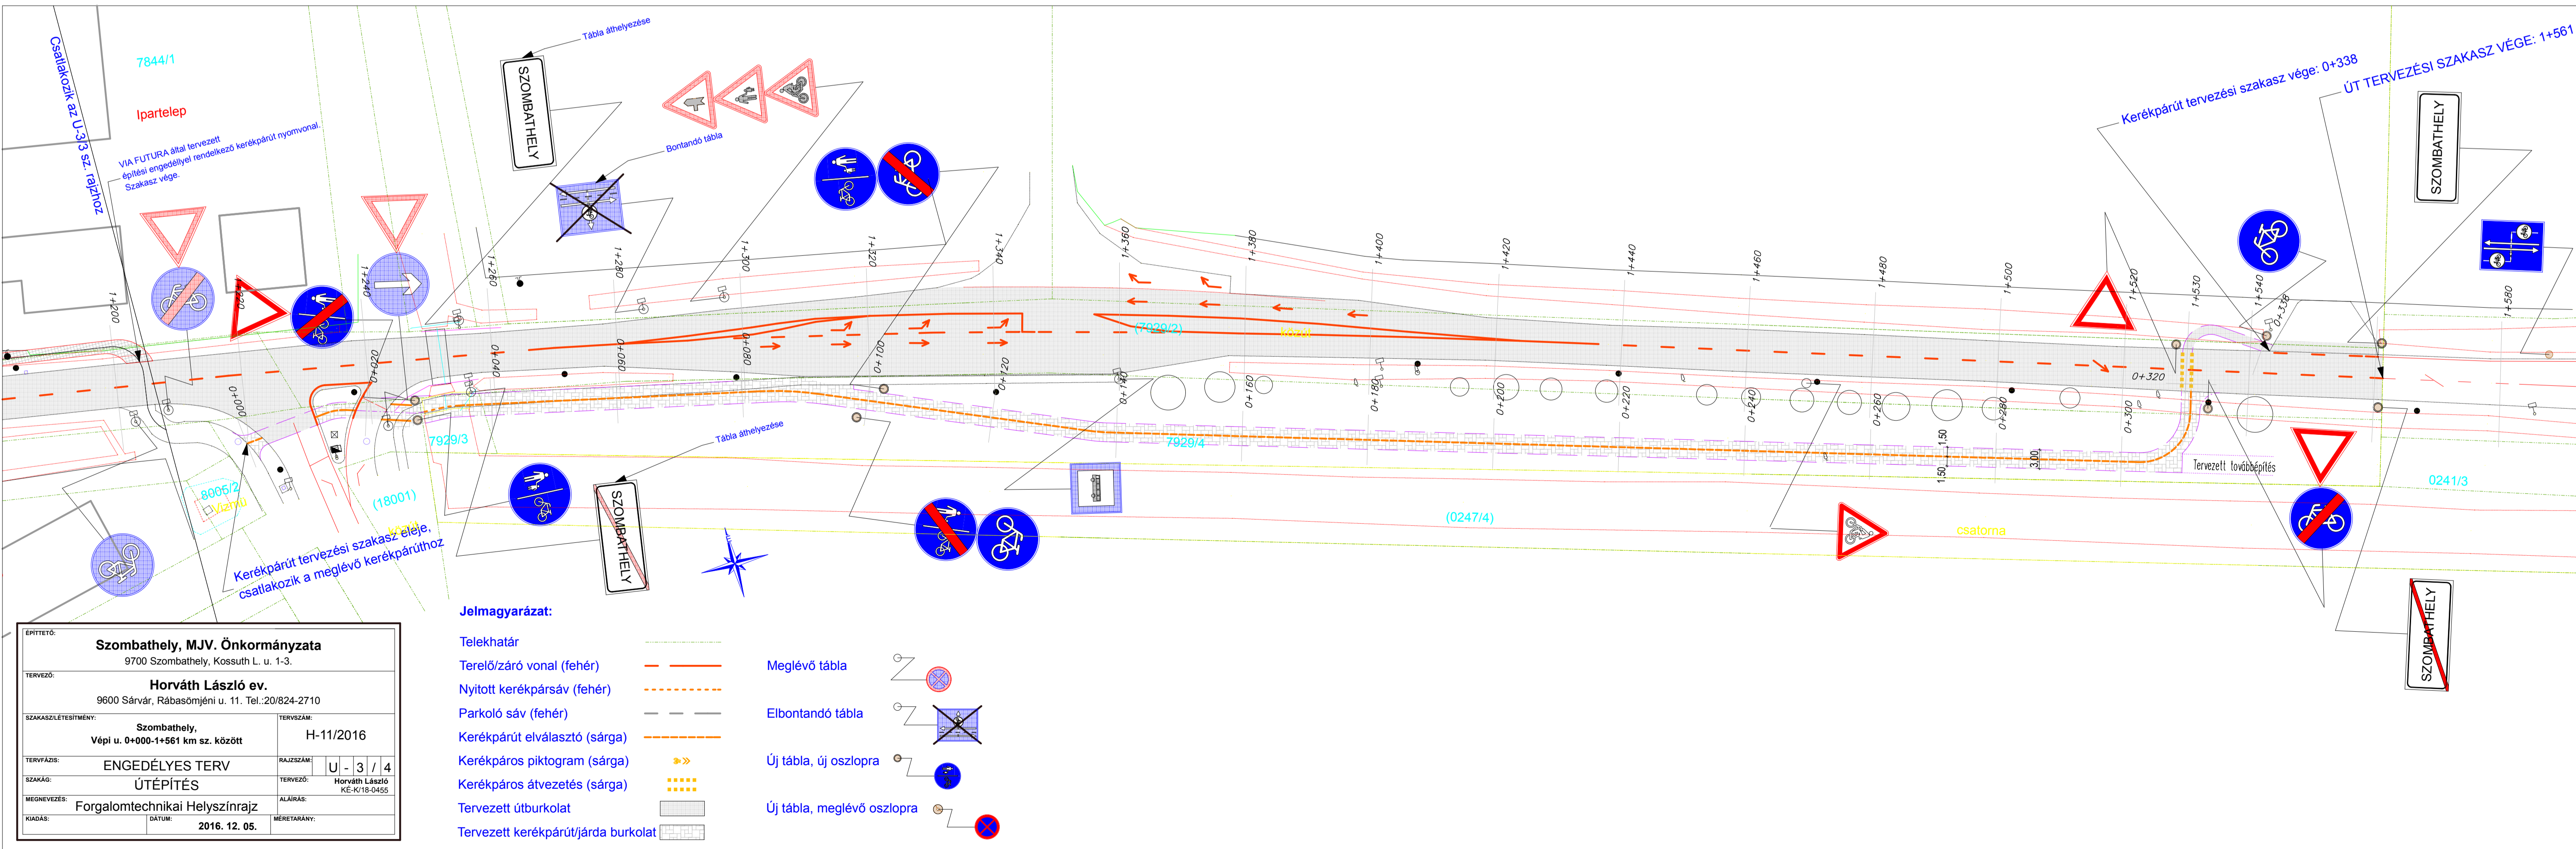 Csatlakozik az U-3/3 sz. rajzhoz
7844/1
Ipartelep
VIA FUTURA által tervezett
építési engedéllyel rendelkező kerékpárút nyomvonal.
Szakasz vége.
Tábla áthelyezése
SZOMBATHELY
Bontandó tábla
Kerékpárút tervezési szakasz vége: 0+338
ÚT TERVEZÉSI SZAKASZ VÉGE: 1+561
SZOMBATHELY
1+200
1+220
1+240
1+260
1+280
1+300
1+320
1+340
1+360
1+380
1+400
1+420
1+440
1+460
1+480
1+500
1+520
1+530
1+540
0+338
1+580
(7929/2)
0+000
0+020
0+040
0+060
0+080
0+100
0+120
0+140
0+160
0+180
0+200
0+220
0+240
0+260
0+280
0+300
0+320
7929/3
7929/4
1,50
1,50
3,00
Tervezett továbbépítés
8005/2
(18001)
(0247/4)
csatorna
0241/3
Tábla áthelyezése
SZOMBATHELY
SZOMBATHELY
Kerékpárút tervezési szakasz eleje,
csatlakozik a meglévő kerékpárúthoz
ÉPÍTTETŐ:
Szombathely, MJV. Önkormányzata
9700 Szombathely, Kossuth L. u. 1-3.
TERVEZŐ:
Horváth László ev.
9600 Sárvár, Rábasömjéni u. 11. Tel.:20/824-2710
SZAKASZ/LÉTESÍTMÉNY:
Szombathely,
Vépi u. 0+000-1+561 km sz. között
TERVSZÁM:
H-11/2016
TERVFÁZIS:
ENGEDÉLYES TERV
RAJZSZÁM:
U - 3 / 4
SZAKÁG:
ÚTÉPÍTÉS
TERVEZŐ:
Horváth László
KÉ-K/18-0455
MEGNEVEZÉS:
Forgalomtechnikai Helyszínrajz
ALÁÍRÁS:
KIADÁS:
DÁTUM:
2016. 12. 05.
MÉRETARÁNY:
Jelmagyarázat:
Telekhatár
Terelő/záró vonal (fehér)
Nyitott kerékpársáv (fehér)
Parkoló sáv (fehér)
Kerékpárút elválasztó (sárga)
Kerékpáros piktogram (sárga)
Kerékpáros átvezetés (sárga)
Tervezett útburkolat
Tervezett kerékpárút/járda burkolat
Meglévő tábla
Elbontandó tábla
Új tábla, új oszlopra
Új tábla, meglévő oszlopra